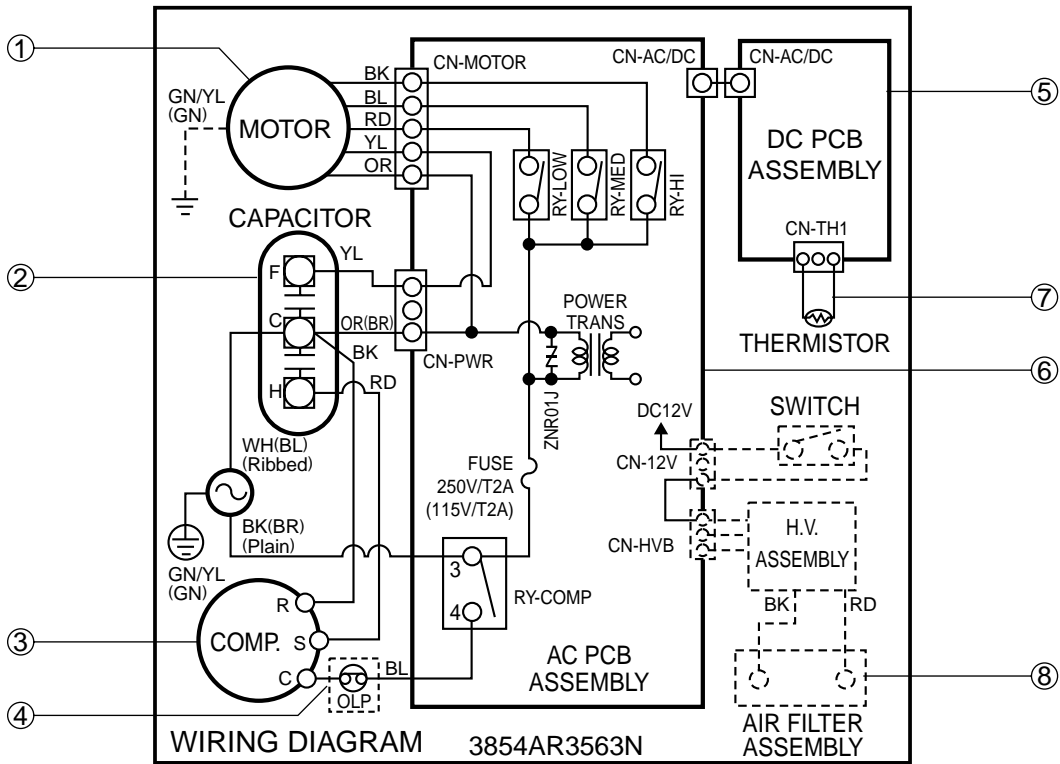 1
BK
CN-MOTOR
CN-AC/DC
CN-AC/DC
GN/YL
(GN)
BL
5
MOTOR
RD
DC PCB
ASSEMBLY
YL
OR
RY-LOW
RY-MED
RY-HI
CAPACITOR
CN-TH1
YL
2
F
7
POWER
TRANS
C
OR(BR)
THERMISTOR
BK
CN-PWR
6
H
RD
ZNR01J
DC12V
SWITCH
WH(BL)
(Ribbed)
FUSE
250V/T2A
(115V/T2A)
CN-12V
BK(BR)
(Plain)
CN-HVB
H.V.
ASSEMBLY
GN/YL
(GN)
3
RY-COMP
BK
RD
R
4
3
COMP.
S
AC PCB
ASSEMBLY
C
BL
8
OLP
4
AIR FILTER
ASSEMBLY
WIRING DIAGRAM
3854AR3563N